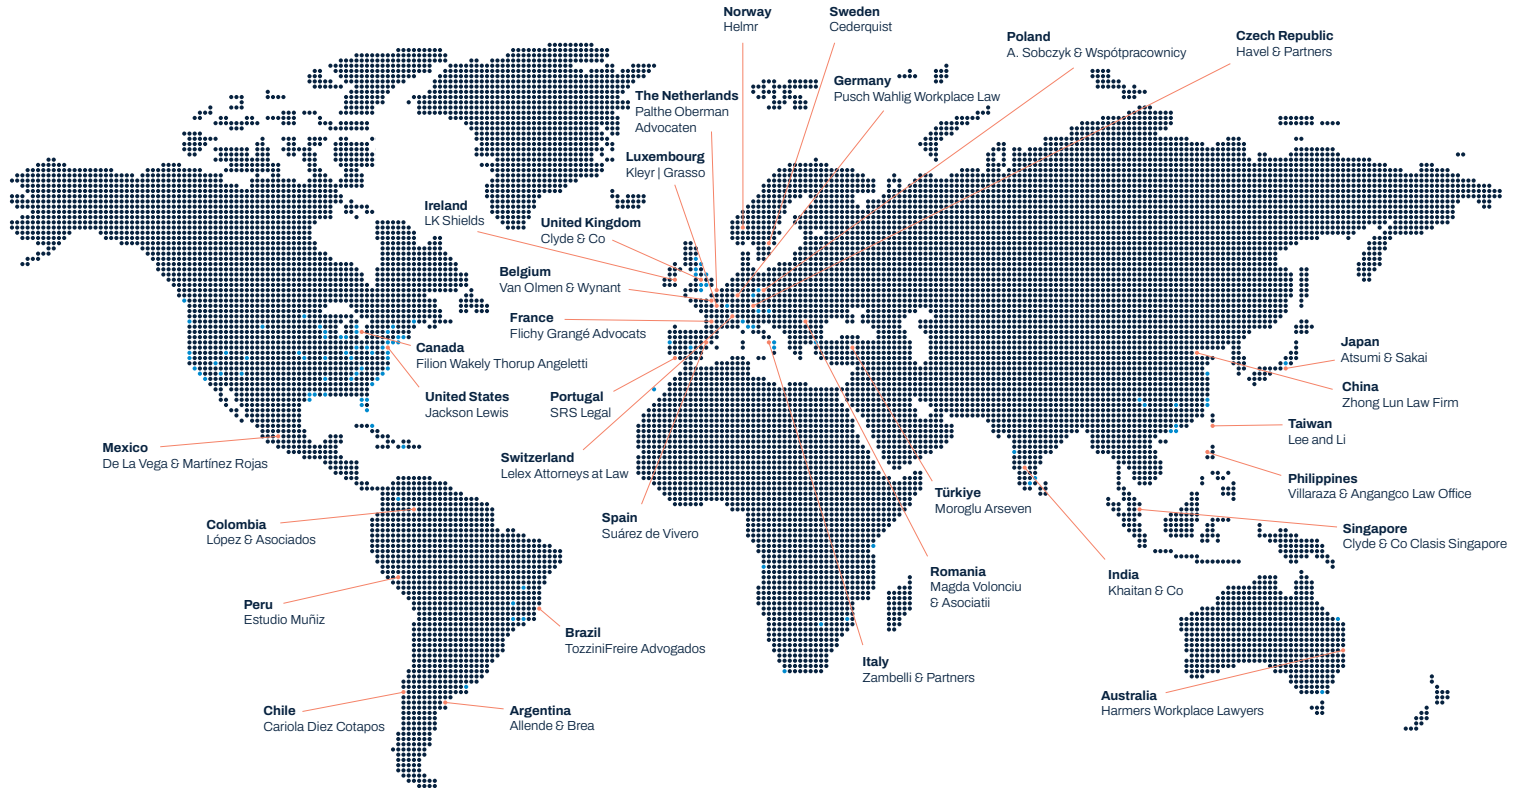 Norway
Helmr
Sweden
Cederquist
Poland
A. Sobczyk & Wspótpracownicy
Czech Republic
Havel & Partners
Germany
Pusch Wahlig Workplace Law
The Netherlands
Palthe Oberman
Advocaten
Luxembourg
Kleyr | Grasso
Ireland
LK Shields
United Kingdom
Clyde & Co
Belgium
Van Olmen & Wynant
France
Flichy Grangé Advocats
Canada
Filion Wakely Thorup Angeletti
United States
Jackson Lewis
Portugal
SRS Legal
Mexico
De La Vega & Martínez Rojas
Switzerland
Lelex Attorneys at Law
Spain
Suárez de Vivero
Colombia
López & Asociados
Peru
Estudio Muñiz
Brazil
TozziniFreire Advogados
Chile
Cariola Diez Cotapos
Argentina
Allende & Brea
Japan
Atsumi & Sakai
China
Zhong Lun Law Firm
Taiwan
Lee and Li
Philippines
Villaraza & Angangco Law Office
Singapore
Clyde & Co Clasis Singapore
Türkiye
Moroglu Arseven
India
Khaitan & Co
Romania
Magda Volonciu
& Asociatii
Italy
Zambelli & Partners
Australia
Harmers Workplace Lawyers